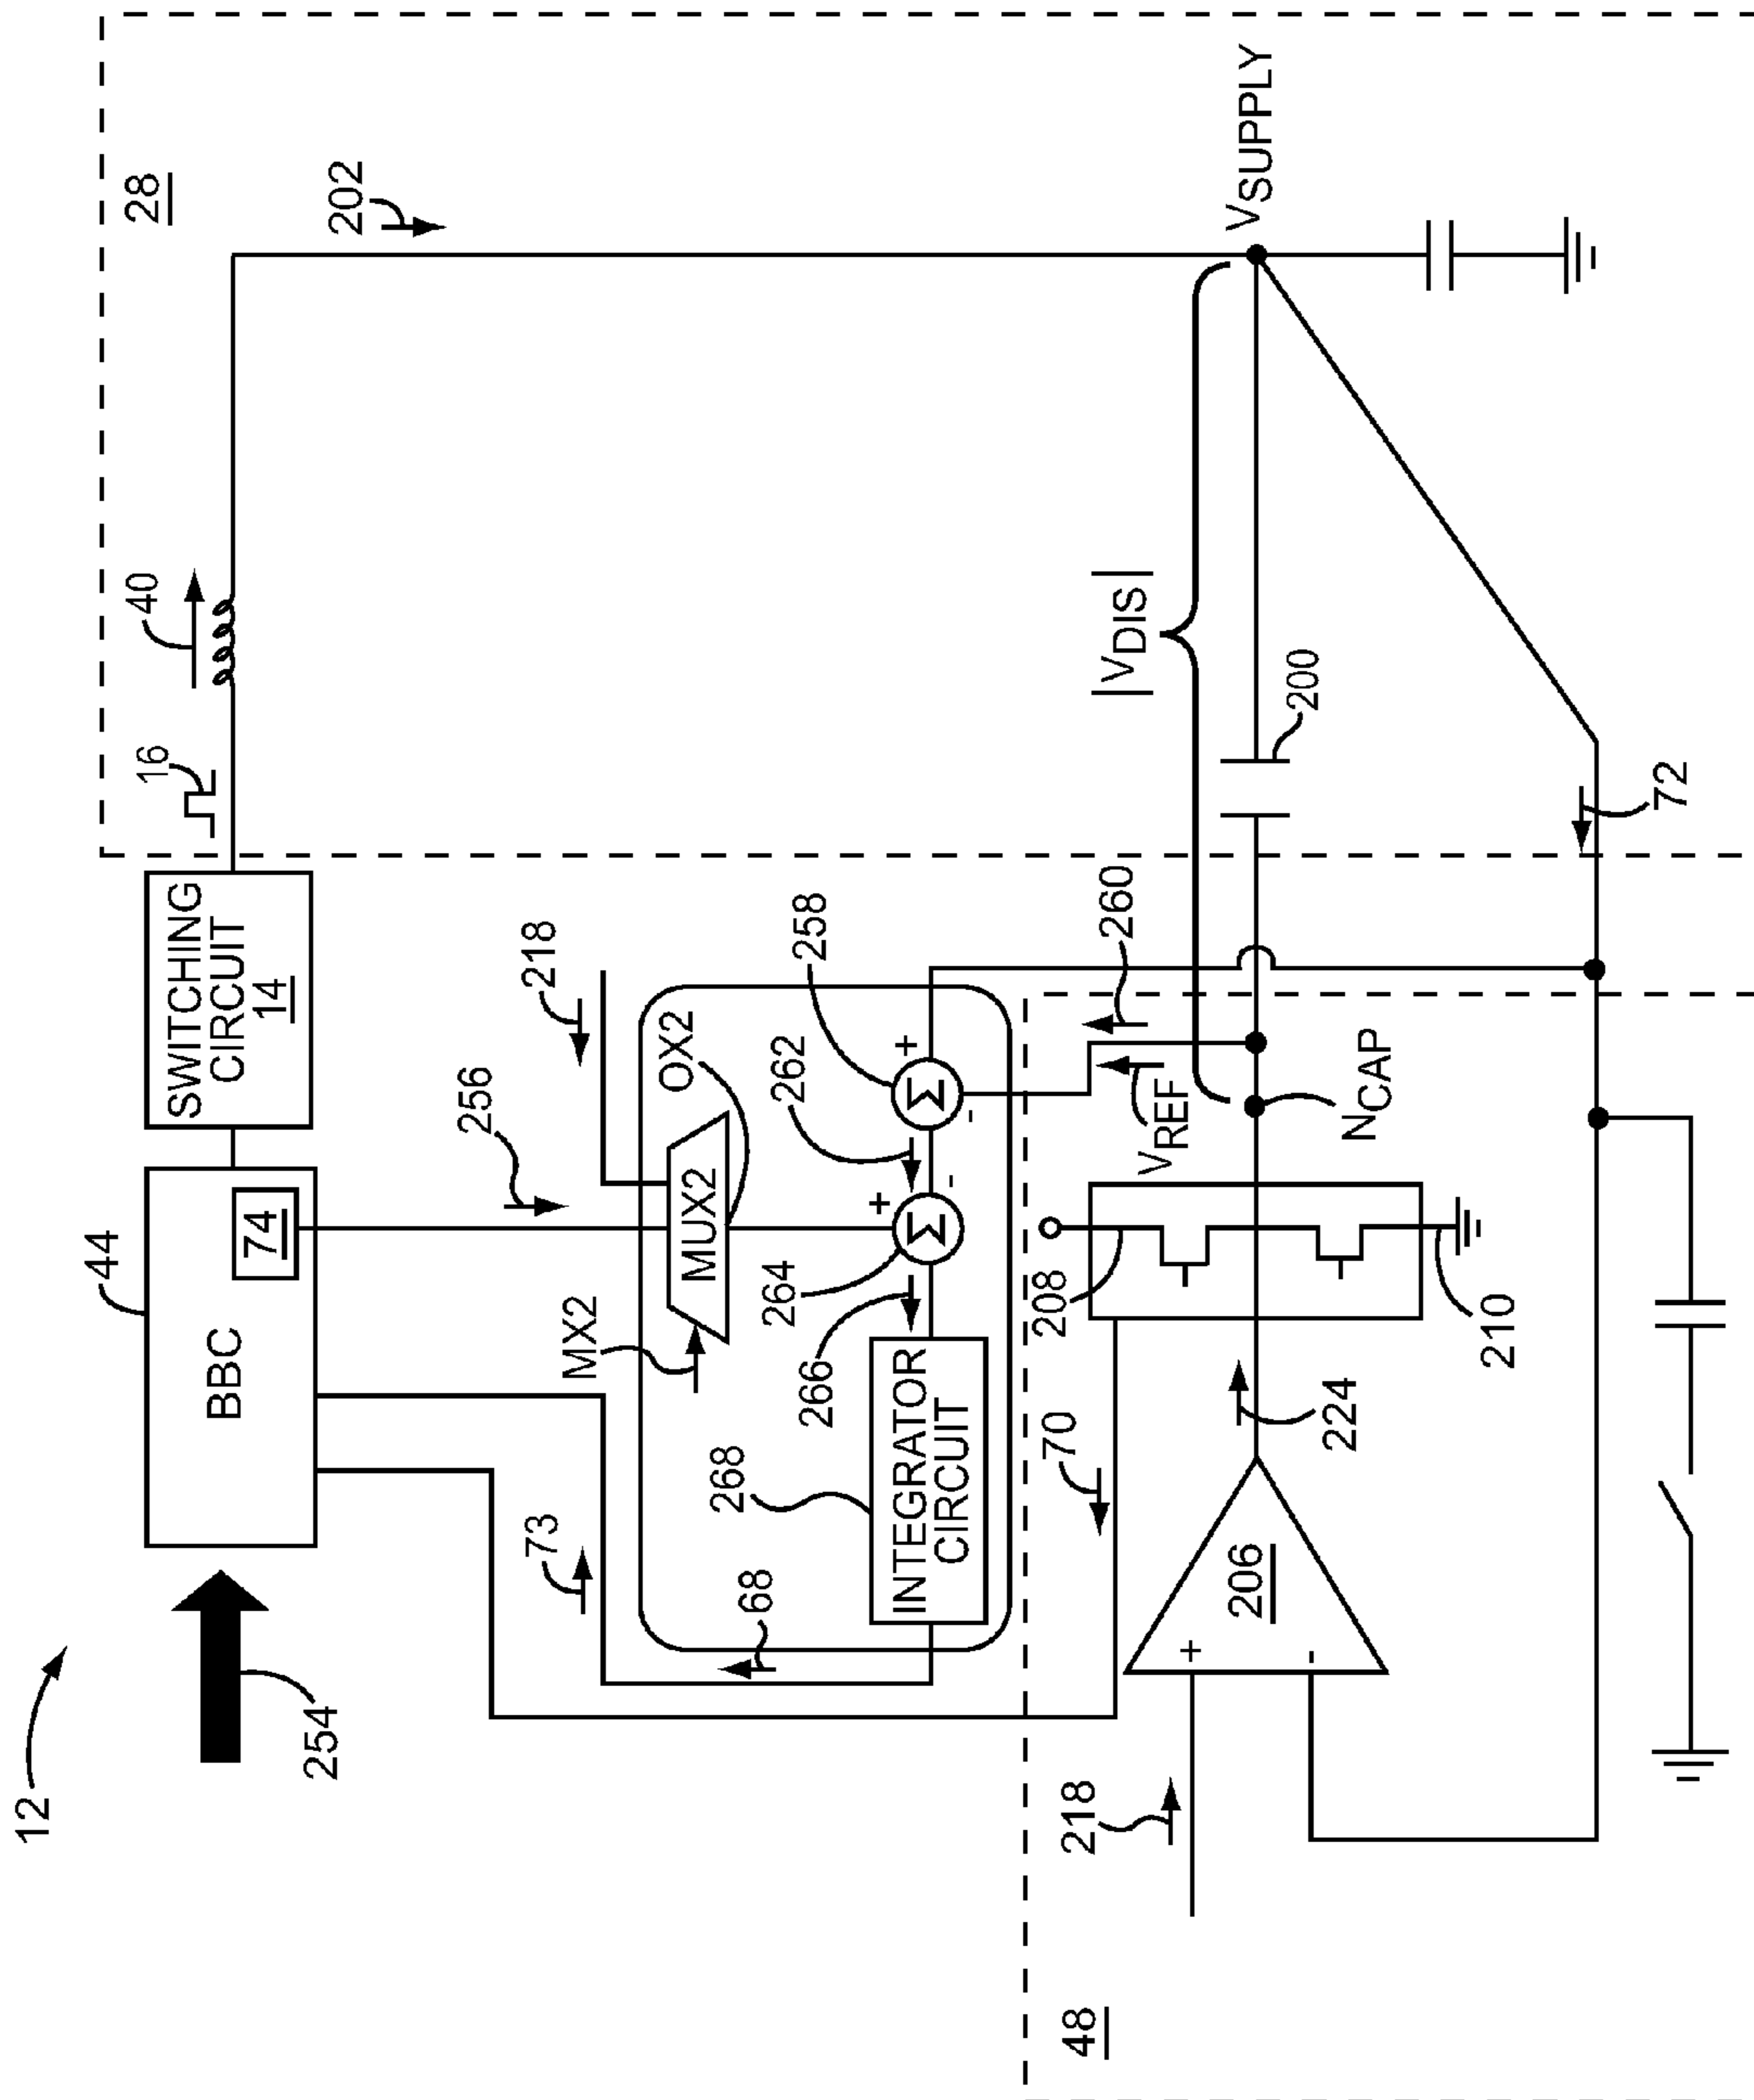 12
254
44
BBC
74
SWITCHING
CIRCUIT
14
16
40
28
202
256
218
73
MX2
MUX2
OX2
68
268
INTEGRATOR
CIRCUIT
266
264
+
-
Σ
262
258
+
-
Σ
260
VREF
|VDIS|
VSUPPLY
200
NCAP
70
208
210
224
206
+
-
218
72
48